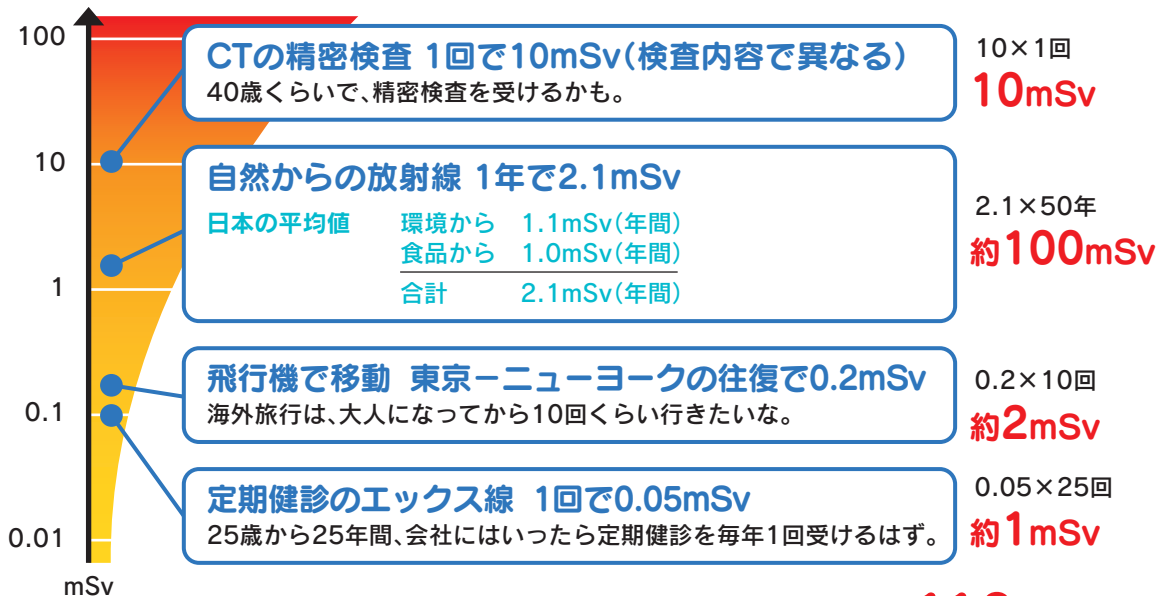 100
10
1
0.1
0.01
mSv
CTの精密検査 1回で10mSv（検査内容で異なる）
40歳くらいで、精密検査を受けるかも。
10×1回
10mSv
自然からの放射線 1年で2.1mSv
日本の平均値 環境から 1.1mSv（年間）
食品から 1.0mSv（年間）
合計 2.1mSv（年間）
2.1×50年
約100mSv
飛行機で移動 東京－ニューヨークの往復で0.2mSv
海外旅行は、大人になってから10回くらい行きたいな。
0.2×10回
約2mSv
定期健診のエックス線 1回で0.05mSv
25歳から25年間、会社にはいったら定期健診を毎年1回受けるはず。
0.05×25回
約1mSv